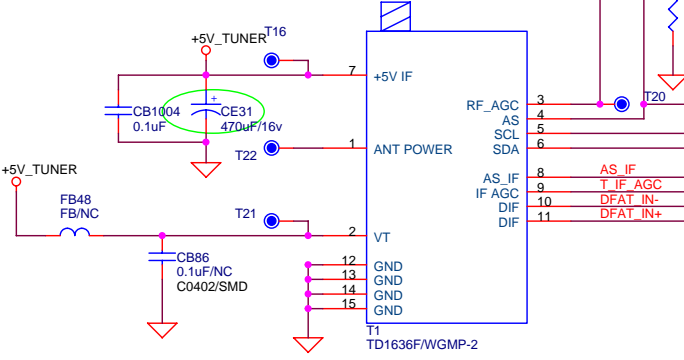 +5V_TUNER
T16
7
+5V IF
+
CB1004
0.1uF
CE31
470uF/16v
T22
1
ANT POWER
+5V_TUNER
FB48
FB/NC
T21
2
VT
CB86
0.1uF/NC
C0402/SMD
12
GND
13
GND
14
GND
15
GND
RF_AGC
3
T20
AS
4
SCL
5
SDA
6
AS_IF
8
AS_IF
IF AGC
9
T_IF_AGC
DIF
10
DFAT_IN-
DIF
11
DFAT_IN+
T1
TD1636F/WGMP-2